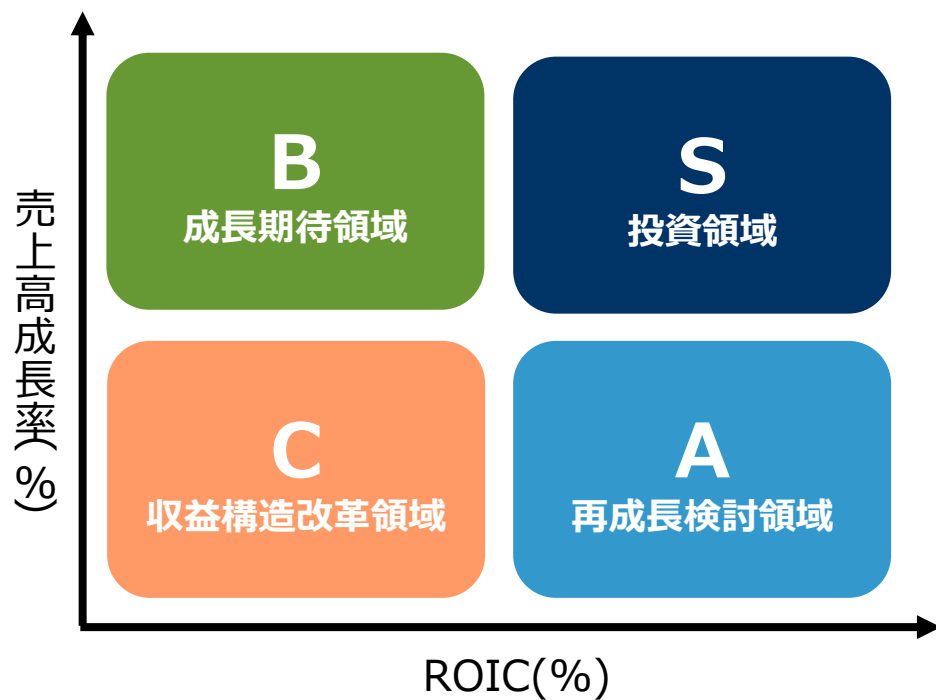 売上高成長率(%)
B
成長期待領域
S
投資領域
C
収益構造改革領域
A
再成長検討領域
ROIC(%)